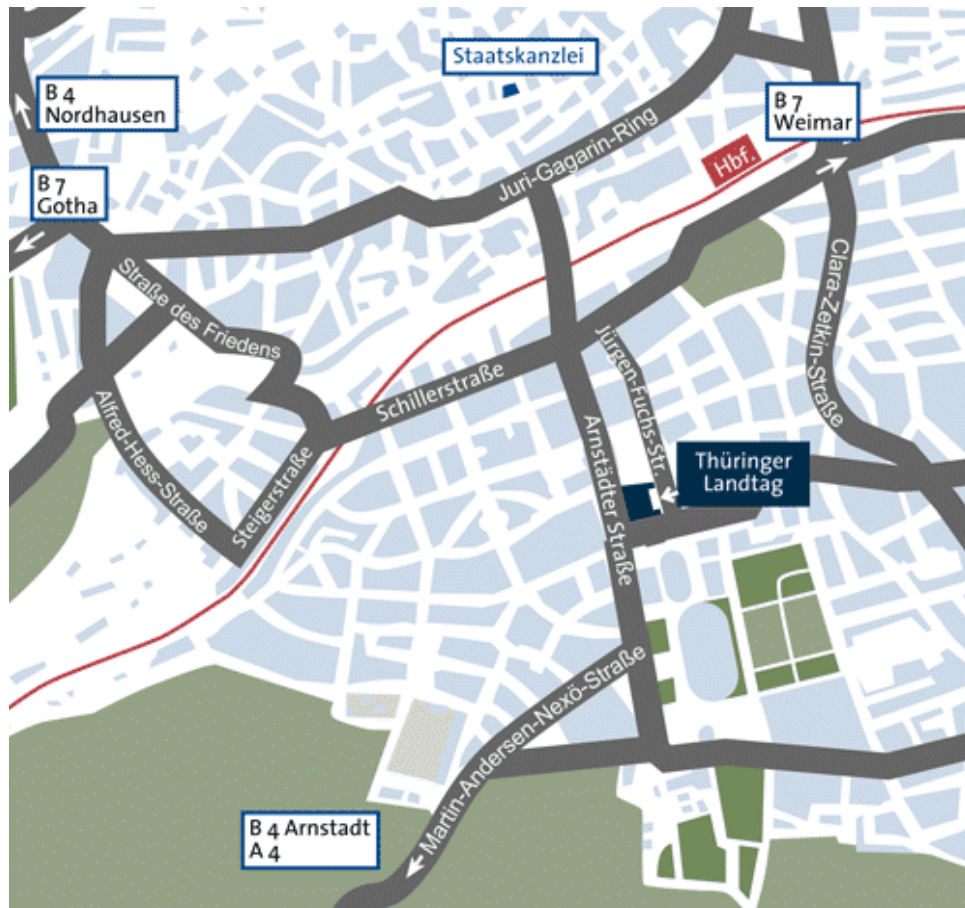 Staatskanzlei
B 4
Nordhausen
B 7
Weimar
Juri-Gagarin-Ring
Hbf.
B 7
Gotha
Straße des Friedens
Clara-Zetkin-Straße
Jürgen-Fuchs-Str.
Schillerstraße
Alfred-Hess-Straße
Steigerstraße
Arnstädter Straße
Thüringer
Landtag
Martin-Andersen-Nexö-Straße
B 4 Arnstadt
A 4